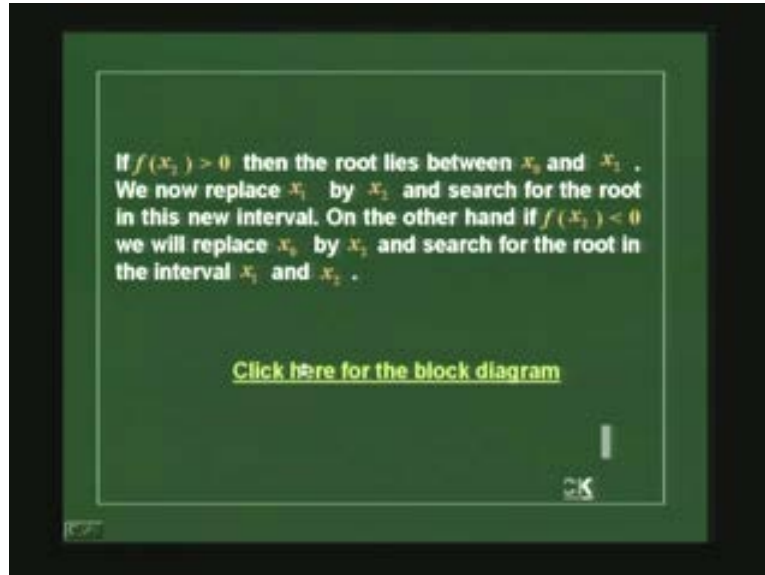 If f(x₂) > 0 then the root lies between x₀ and x₂ .
We now replace x₁ by x₂ and search for the root
in this new interval. On the other hand if f(x₂) < 0
we will replace x₀ by x₂ and search for the root in
the interval x₁ and x₂ .
Click here for the block diagram